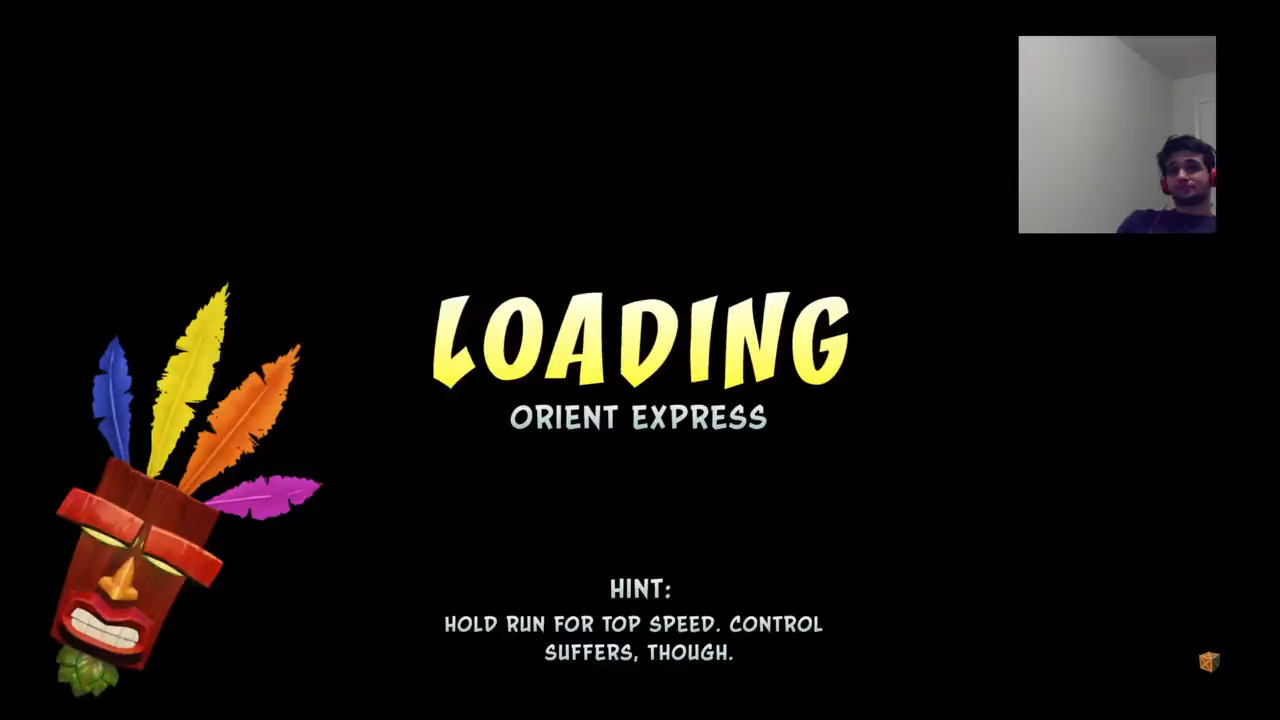 LOADING
ORIENT EXPRESS
HINT:
HOLD RUN FOR TOP SPEED. CONTROL
SUFFERS, THOUGH.